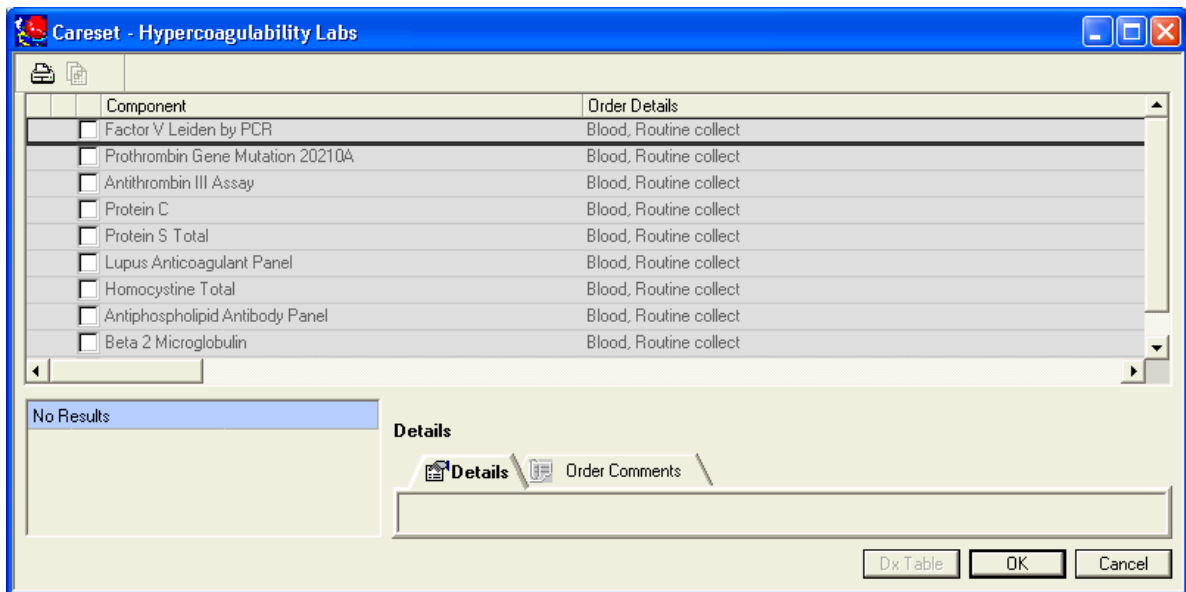 Careset - Hypercoagulability Labs
Component Order Details
Factor V Leiden by PCR Blood, Routine collect
Prothrombin Gene Mutation 20210A Blood, Routine collect
Antithrombin III Assay Blood, Routine collect
Protein C Blood, Routine collect
Protein S Total Blood, Routine collect
Lupus Anticoagulant Panel Blood, Routine collect
Homocystine Total Blood, Routine collect
Antiphospholipid Antibody Panel Blood, Routine collect
Beta 2 Microglobulin Blood, Routine collect
No Results
Details
Details Order Comments
Dx Table OK Cancel